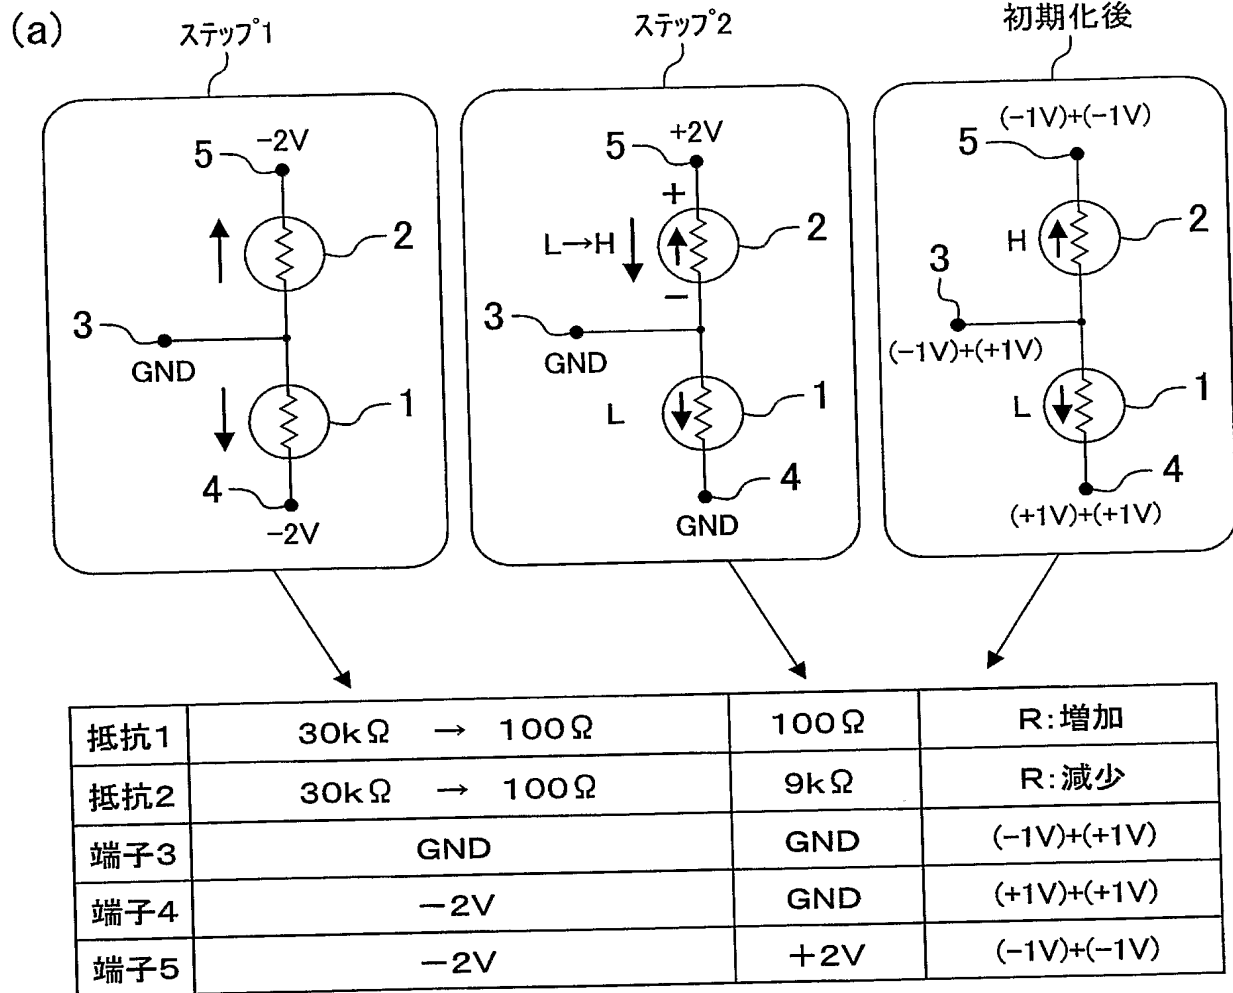 (a)
ステップ1
ステップ2
初期化後
-2V
5
2
3
GND
1
4
-2V
+2V
5
+
L→H
2
−
3
GND
L
1
4
GND
(-1V)+(-1V)
5
H
2
3
(-1V)+(+1V)
L
1
4
(+1V)+(+1V)
抵抗1 30kΩ → 100Ω 100Ω R:増加
抵抗2 30kΩ → 100Ω 9kΩ R:減少
端子3 GND GND (-1V)+(+1V)
端子4 -2V GND (+1V)+(+1V)
端子5 -2V +2V (-1V)+(-1V)